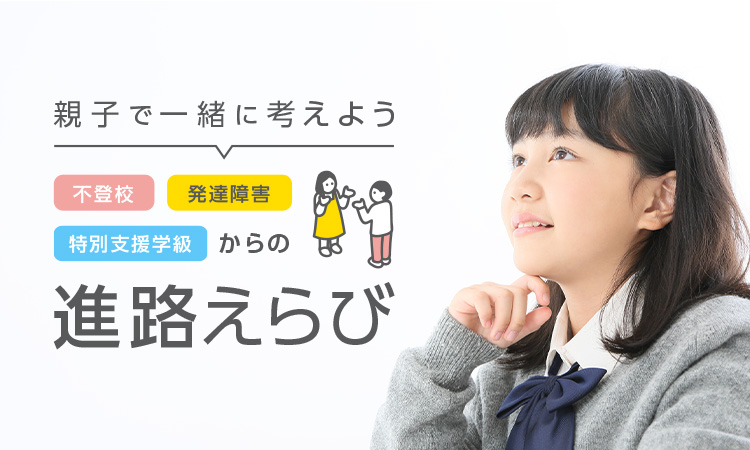 親子で一緒に考えよう
不登校 発達障害
特別支援学級 からの
進路えらび